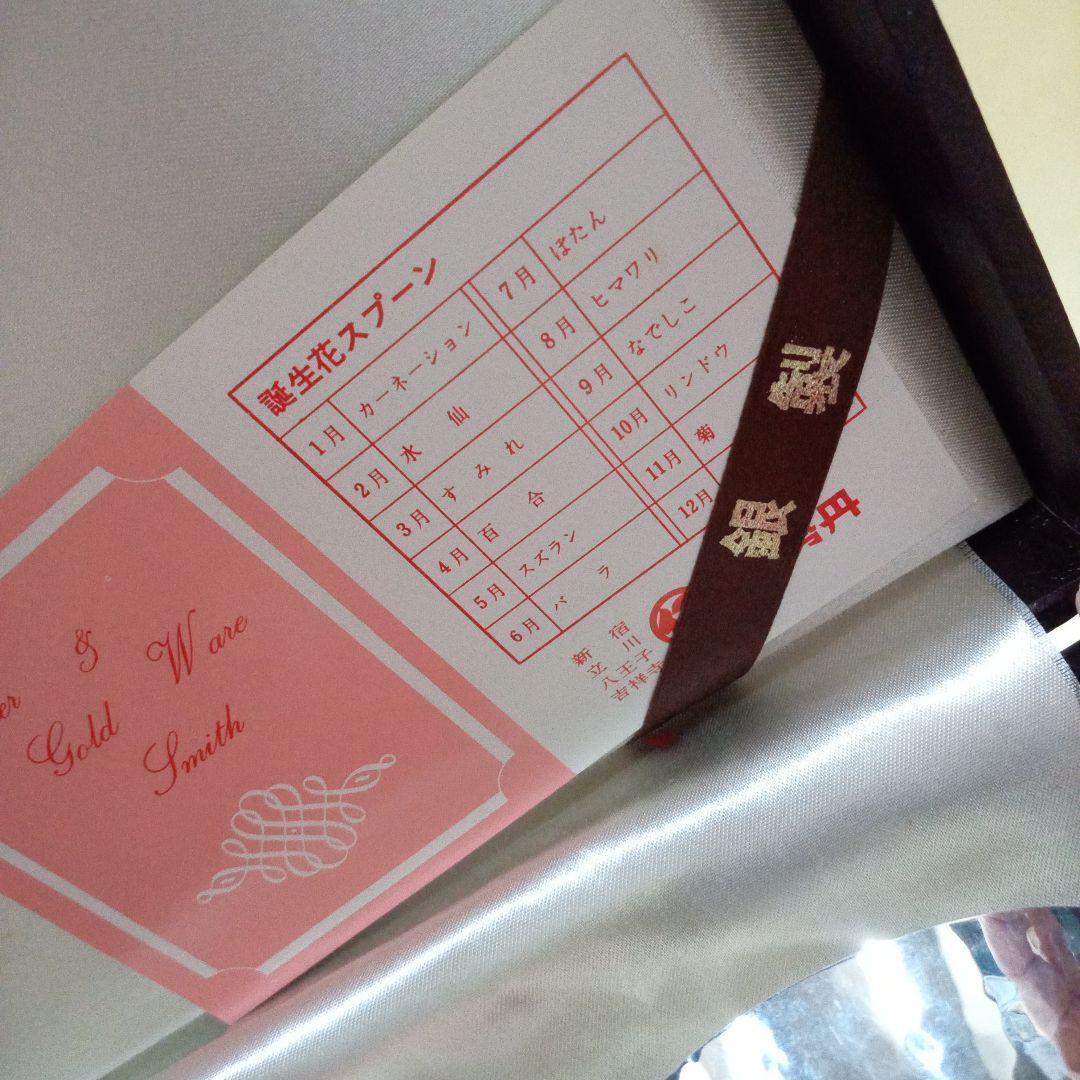 誕生花スプーン
1月 カーネーション
2月 水仙
3月 すみれ
4月 百合
5月 スズラン
6月 バラ
7月 ぼたん
8月 ヒマワリ
9月 なでしこ
10月 リンドウ
11月 菊
12月
新宿
立川
八王子
吉祥寺
銀製
& Ware
Gold Smith